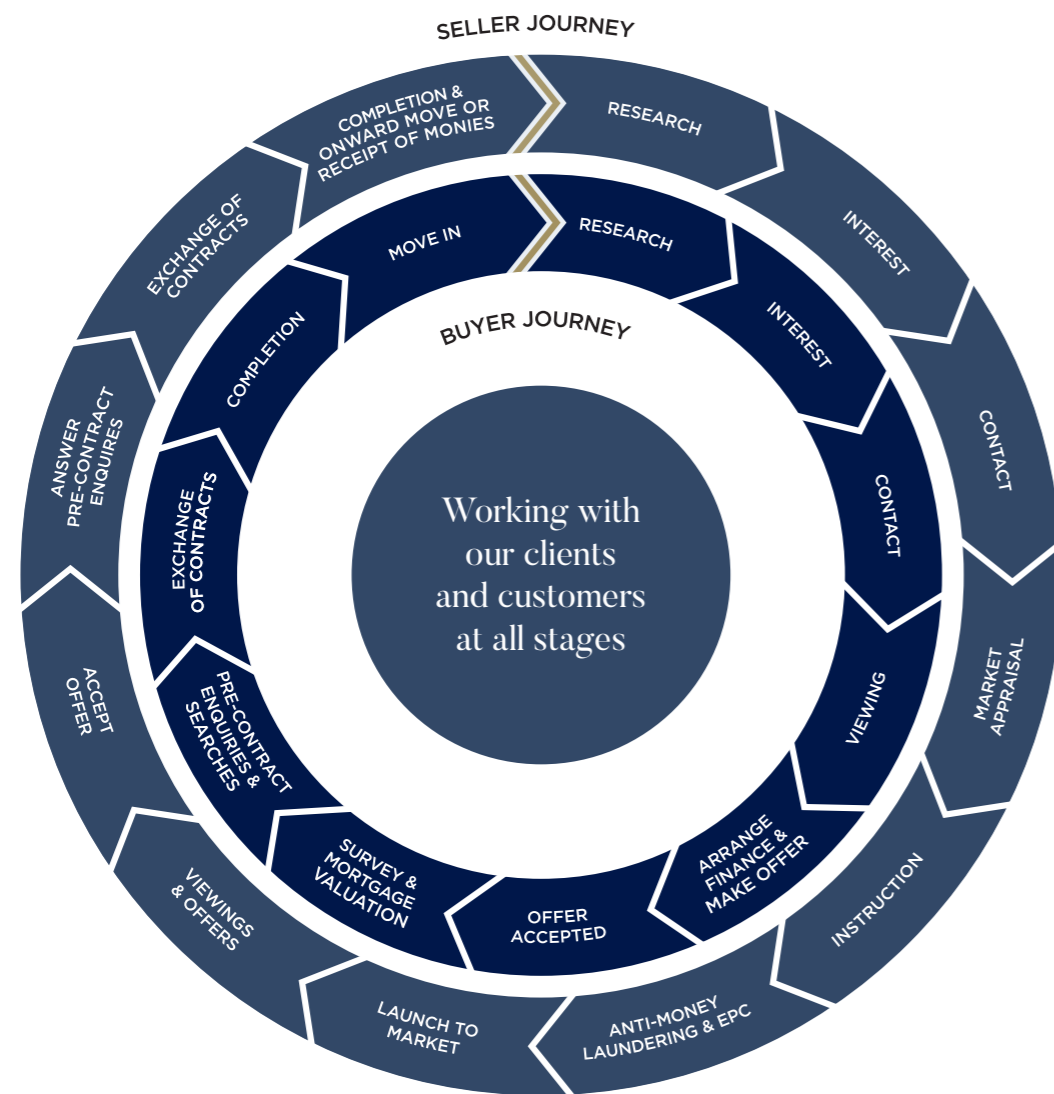 SELLER JOURNEY
RESEARCH
INTEREST
CONTACT
MARKET
APPRAISAL
INSTRUCTION
ANTI-MONEY
LAUNDERING & EPC
LAUNCH TO
MARKET
VIEWINGS
& OFFERS
ACCEPT
OFFER
ANSWER
PRE-CONTRACT
ENQUIRES
EXCHANGE OF
CONTRACTS
COMPLETION &
ONWARD MOVE OR
RECEIPT OF MONIES
BUYER JOURNEY
RESEARCH
INTEREST
CONTACT
VIEWING
ARRANGE
FINANCE &
MAKE OFFER
OFFER
ACCEPTED
SURVEY &
MORTGAGE
VALUATION
PRE-CONTRACT
ENQUIRIES &
SEARCHES
EXCHANGE
OF CONTRACTS
COMPLETION
MOVE IN
Working with
our clients
and customers
at all stages